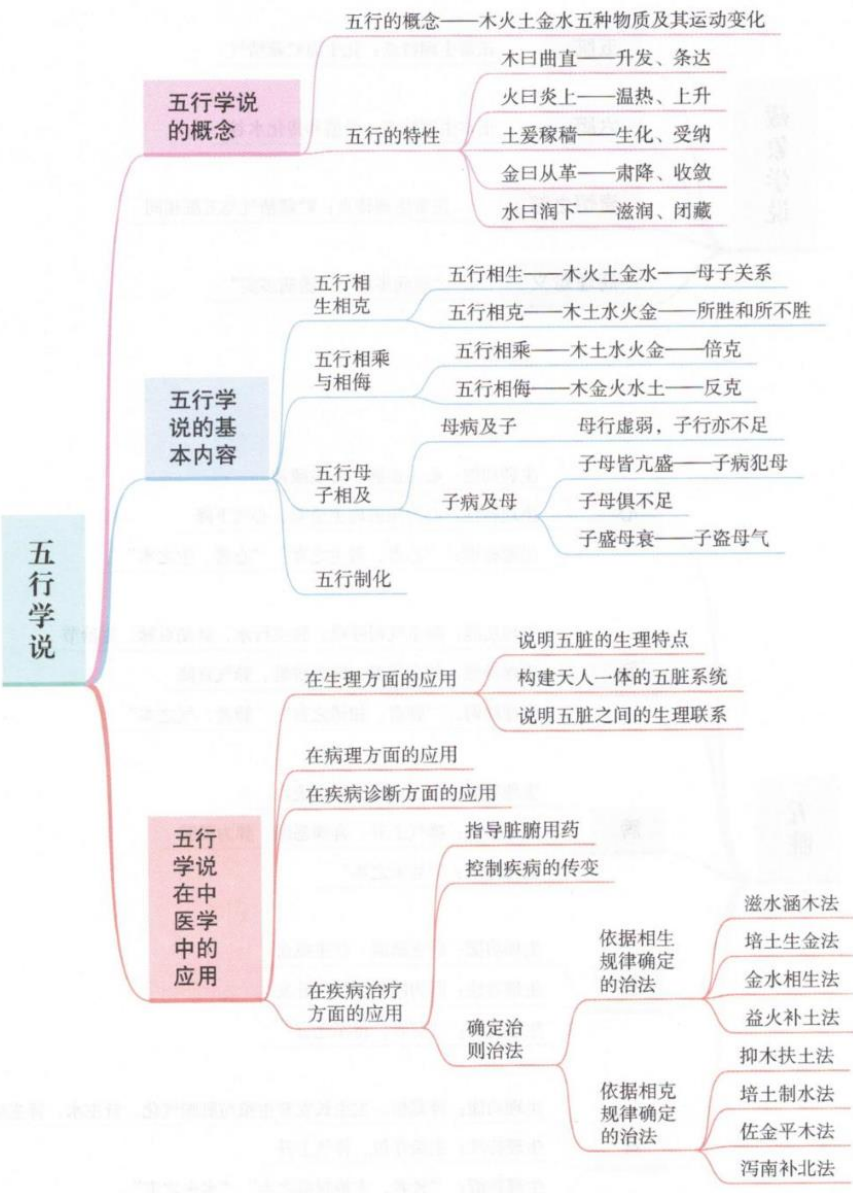 五行学说
五行学说
的概念
五行的概念——木火土金水五种物质及其运动变化
五行的特性
木曰曲直——升发、条达
火曰炎上——温热、上升
土爰稼穑——生化、受纳
金曰从革——肃降、收敛
水曰润下——滋润、闭藏
五行学
说的基
本内容
五行相
生相克
五行相生——木火土金水——母子关系
五行相克——木土水火金——所胜和所不胜
五行相乘
与相侮
五行相乘——木土水火金——倍克
五行相侮——木金火水土——反克
五行母
子相及
母病及子 母行虚弱，子行亦不足
子病及母
子母皆亢盛——子病犯母
子母俱不足
子盛母衰——子盗母气
五行制化
五行
学说
在中
医学
中的
应用
在生理方面的应用
说明五脏的生理特点
构建天人一体的五脏系统
说明五脏之间的生理联系
在病理方面的应用
在疾病诊断方面的应用
在疾病治疗
方面的应用
指导脏腑用药
控制疾病的传变
确定治
则治法
依据相生
规律确定
的治法
滋水涵木法
培土生金法
金水相生法
益火补土法
依据相克
规律确定
的治法
抑木扶土法
培土制水法
佐金平木法
泻南补北法